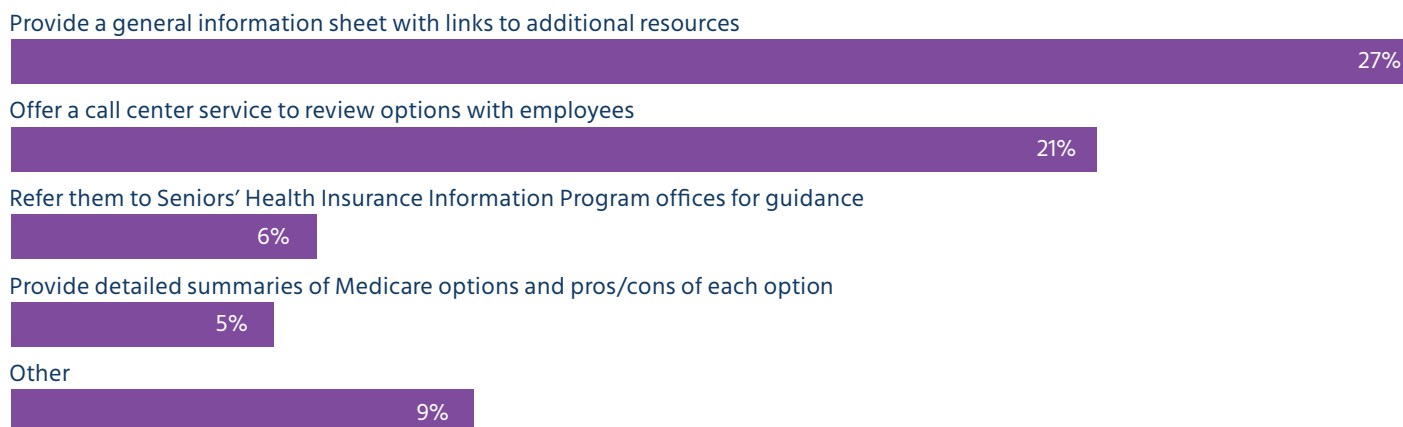 Provide a general information sheet with links to additional resources
27%
Offer a call center service to review options with employees
21%
Refer them to Seniors’ Health Insurance Information Program offices for guidance
6%
Provide detailed summaries of Medicare options and pros/cons of each option
5%
Other
9%